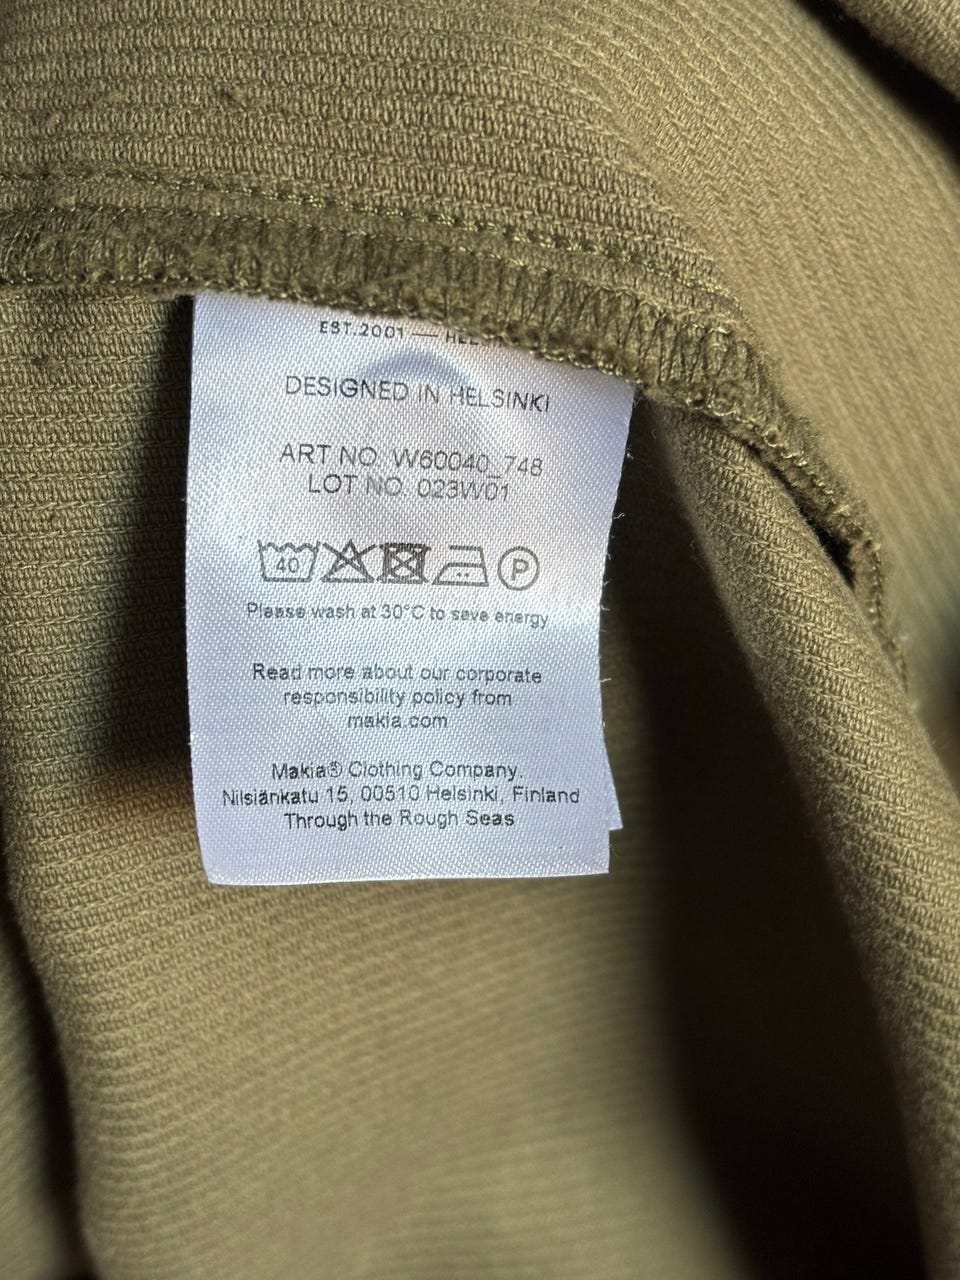 EST.2001 —
DESIGNED IN HELSINKI
ART NO. W60040_748
LOT NO. 023W01
40 P
Please wash at 30°C to save energy
Read more about our corporate
responsibility policy from
makia.com
Makia® Clothing Company.
Nilsiänkatu 15, 00510 Helsinki, Finland
Through the Rough Seas